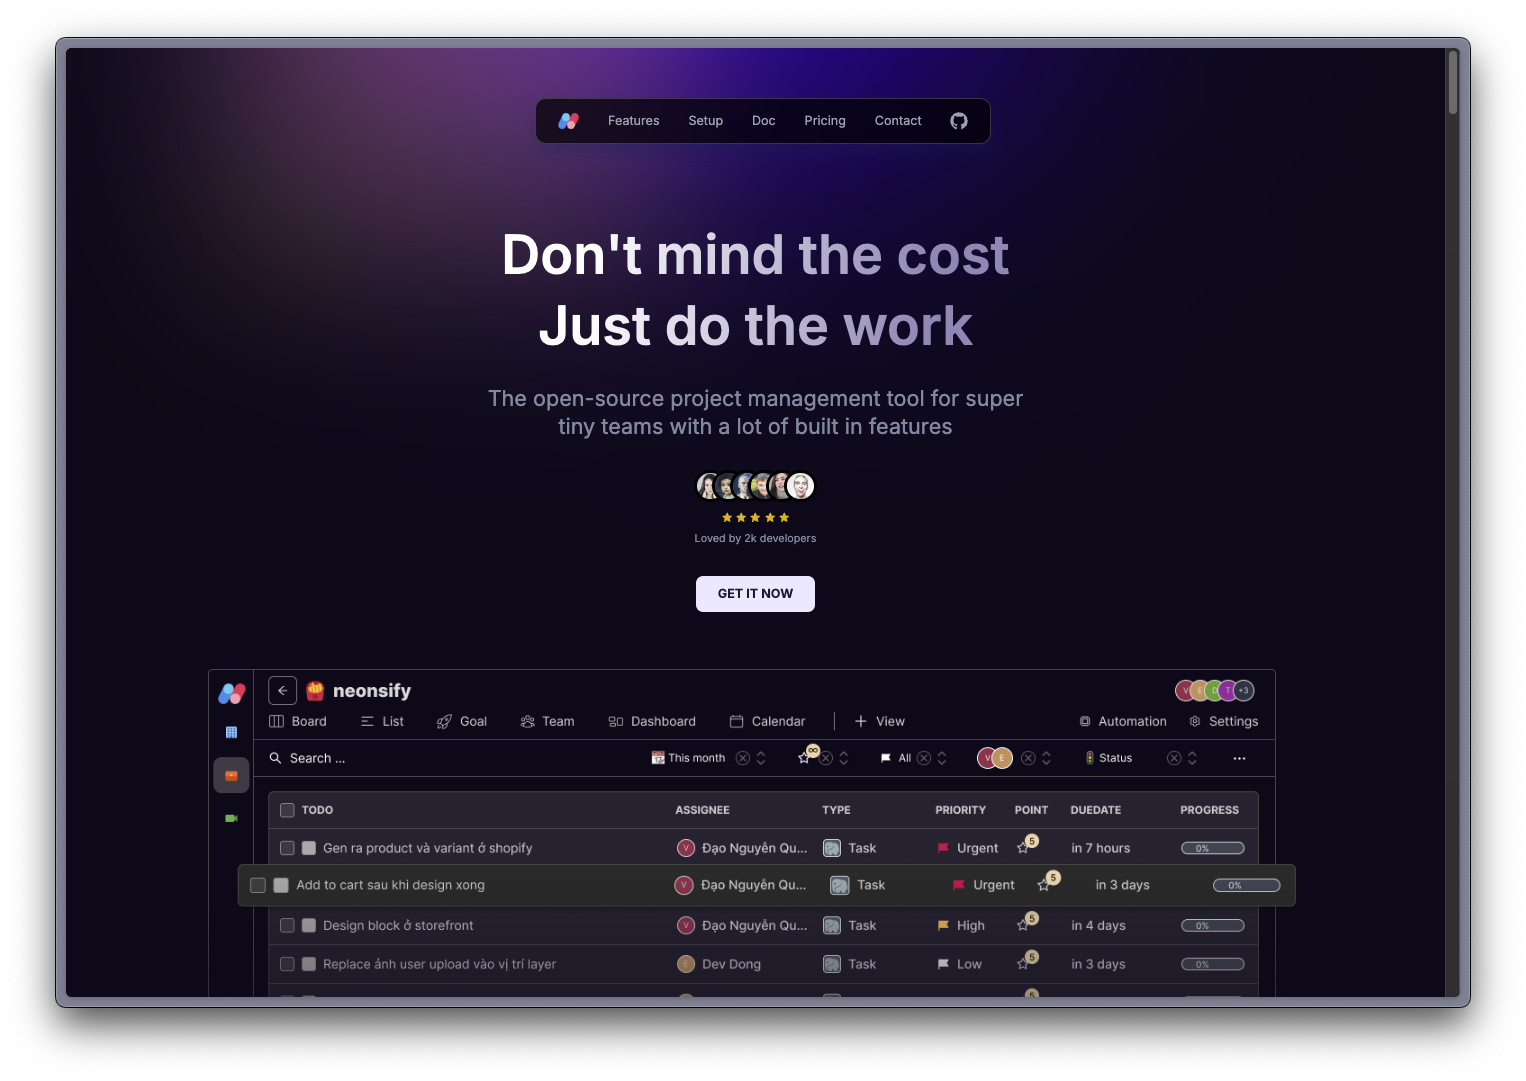 Features Setup Doc Pricing Contact
Don't mind the cost
Just do the work
The open-source project management tool for super
tiny teams with a lot of built in features
Loved by 2k developers
GET IT NOW
neonsify
V E D T +3
Board List Goal Team Dashboard Calendar View Automation Settings
Search ... This month ∞ All V E Status
TODO ASSIGNEE TYPE PRIORITY POINT DUEDATE PROGRESS
Gen ra product và variant ở shopify V Đạo Nguyễn Qu... Task Urgent 5 in 7 hours 0%
Add to cart sau khi design xong V Đạo Nguyễn Qu... Task Urgent 5 in 3 days 0%
Design block ở storefront V Đạo Nguyễn Qu... Task High 5 in 4 days 0%
Replace ảnh user upload vào vị trí layer E Dev Dong Task Low 5 in 3 days 0%
5